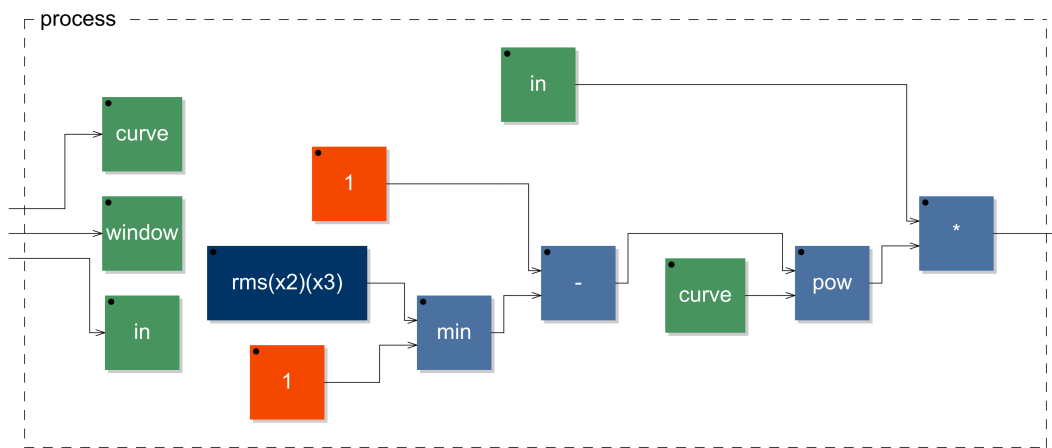 process
in
curve
1
window
*
rms(x2)(x3)
-
pow
curve
in
min
1